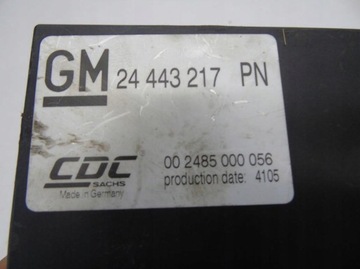 GM 24 443 217 PN
CDC 00 2485 000 056
SACHS production date: 4105
Made in Germany